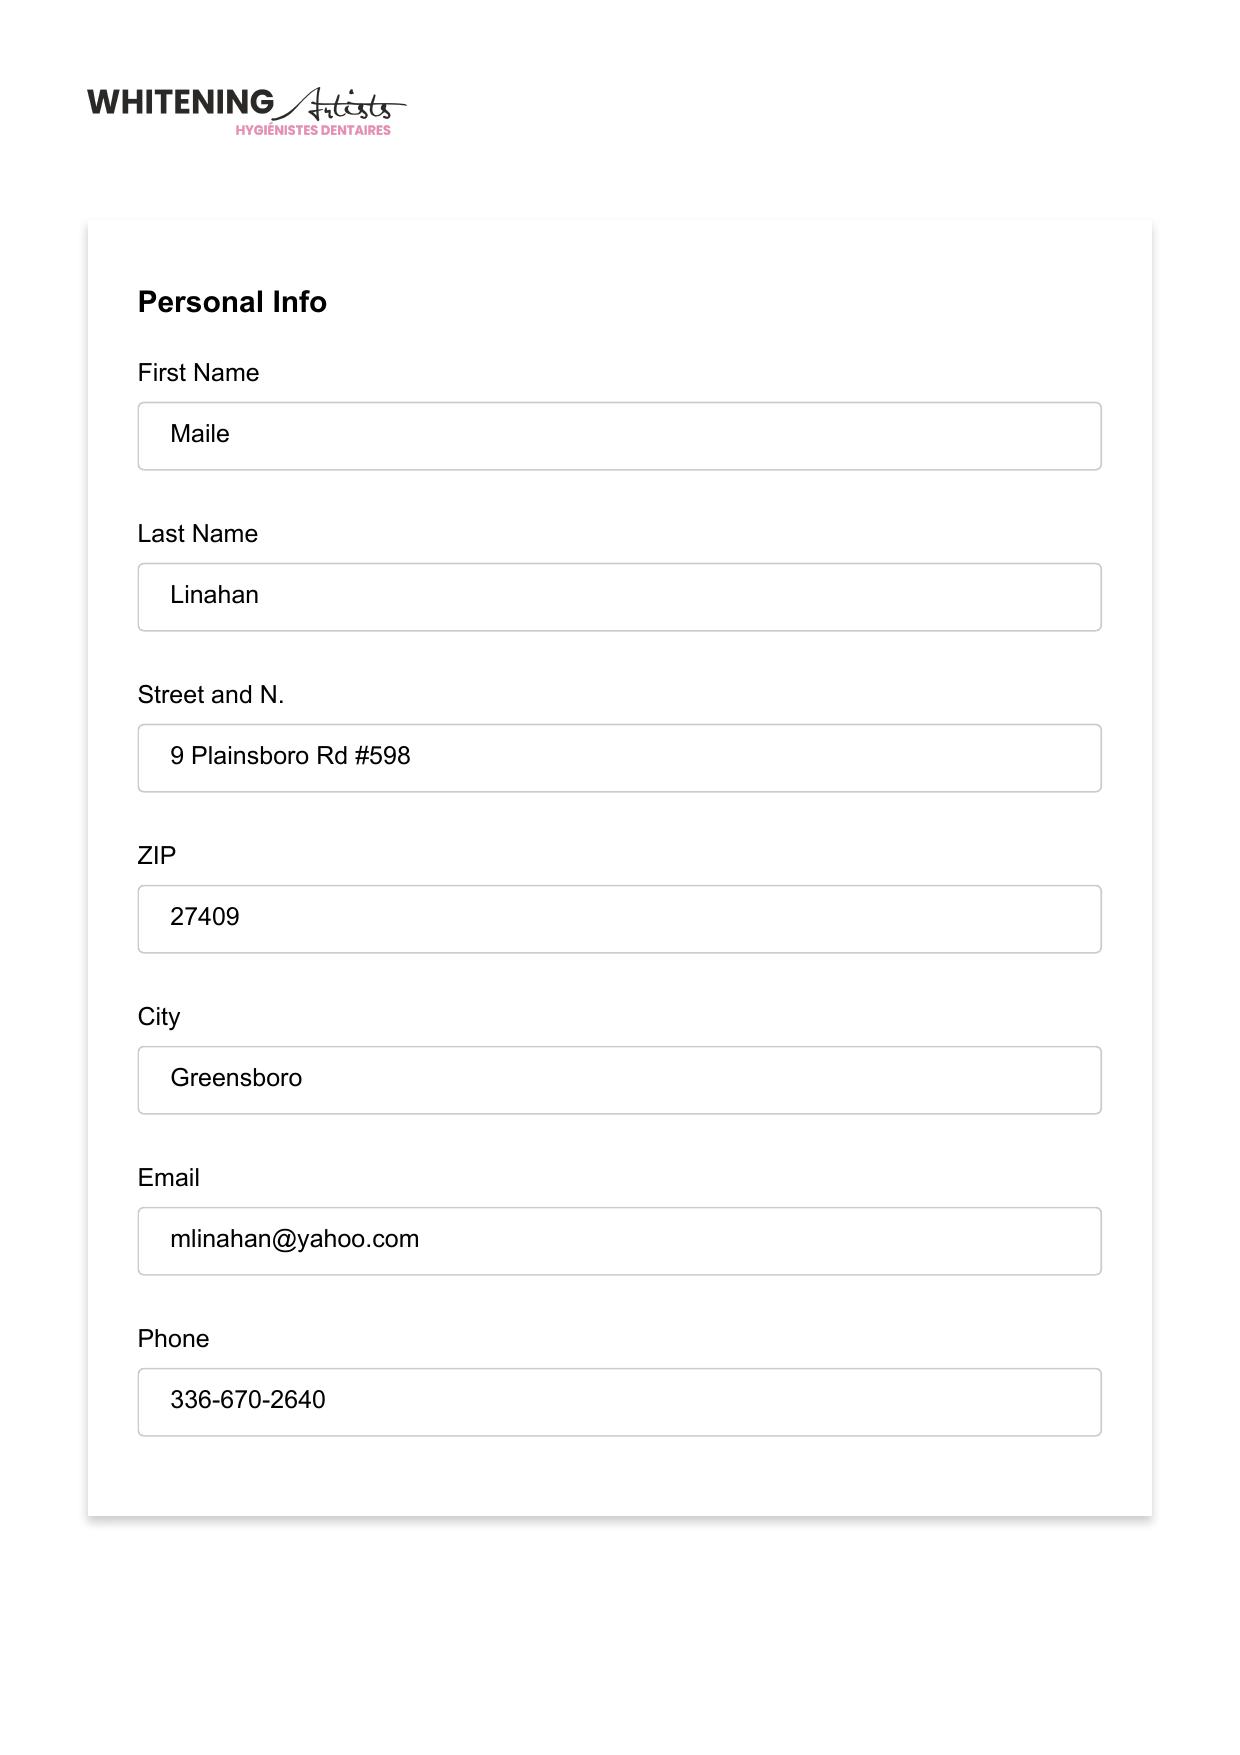 WHITENING Artists
HYGIÉNISTES DENTAIRES
Personal Info
First Name
Maile
Last Name
Linahan
Street and N.
9 Plainsboro Rd #598
ZIP
27409
City
Greensboro
Email
mlinahan@yahoo.com
Phone
336-670-2640